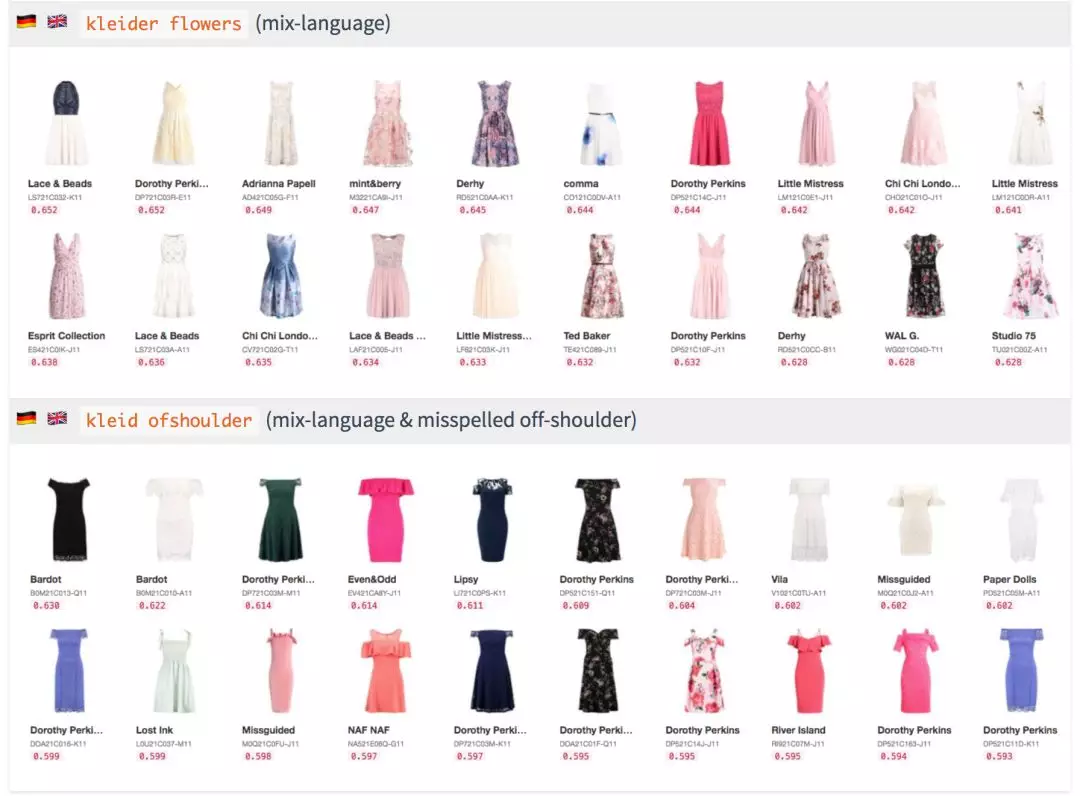 kleider flowers (mix-language)
Lace & Beads Dorothy Perki... Adrianna Papell mint&berry Derhy comma Dorothy Perkins Little Mistress Chi Chi Londo... Little Mistress
LS721C032-K11 DP721C03R-E11 AD421C05G-F11 M3221CA9I-J11 RD521C0AA-K11 CO121C0DV-A11 DP521C14C-J11 LM121C0E1-J11 CHD21C01O-J11 LM121C0DR-A11
0.652 0.652 0.649 0.647 0.645 0.644 0.644 0.642 0.642 0.641
Esprit Collection Lace & Beads Chi Chi Londo... Lace & Beads ... Little Mistress... Ted Baker Dorothy Perkins Derhy WAL G. Studio 75
ES421C0IK-J11 LS721C03A-A11 CV721C02G-T11 LAF21C005-J11 LF821C03K-J11 TE421C089-J11 DP521C10F-J11 RD521C0CC-B11 WG021C04D-T11 TU021C00Z-A11
0.638 0.636 0.635 0.634 0.633 0.632 0.632 0.628 0.628 0.628
kleid ofshoulder (mix-language & misspelled off-shoulder)
Bardot Bardot Dorothy Perki... Even&Odd Lipsy Dorothy Perkins Dorothy Perki... Vila Missguided Paper Dolls
B0M21C013-Q11 B0M21C010-A11 DP721C03M-M11 EV421CA8Y-J11 LI721C0PS-K11 DP521C151-Q11 DP721C03M-J11 V1021C0TU-A11 M0Q21C0J2-A11 PD521C05M-A11
0.630 0.622 0.614 0.614 0.611 0.609 0.604 0.602 0.602 0.602
Dorothy Perki... Lost Ink Missguided NAF NAF Dorothy Perki... Dorothy Perki... Dorothy Perkins River Island Dorothy Perkins Dorothy Perkins
DOA21C016-K11 L0U21C037-M11 M0Q21C0FU-J11 NA521E06Q-G11 DP721C03M-K11 DOA21C01F-Q11 DP521C14J-J11 RI921C07M-J11 DP521C163-J11 DP521C11D-K11
0.599 0.599 0.598 0.597 0.597 0.595 0.595 0.595 0.594 0.593